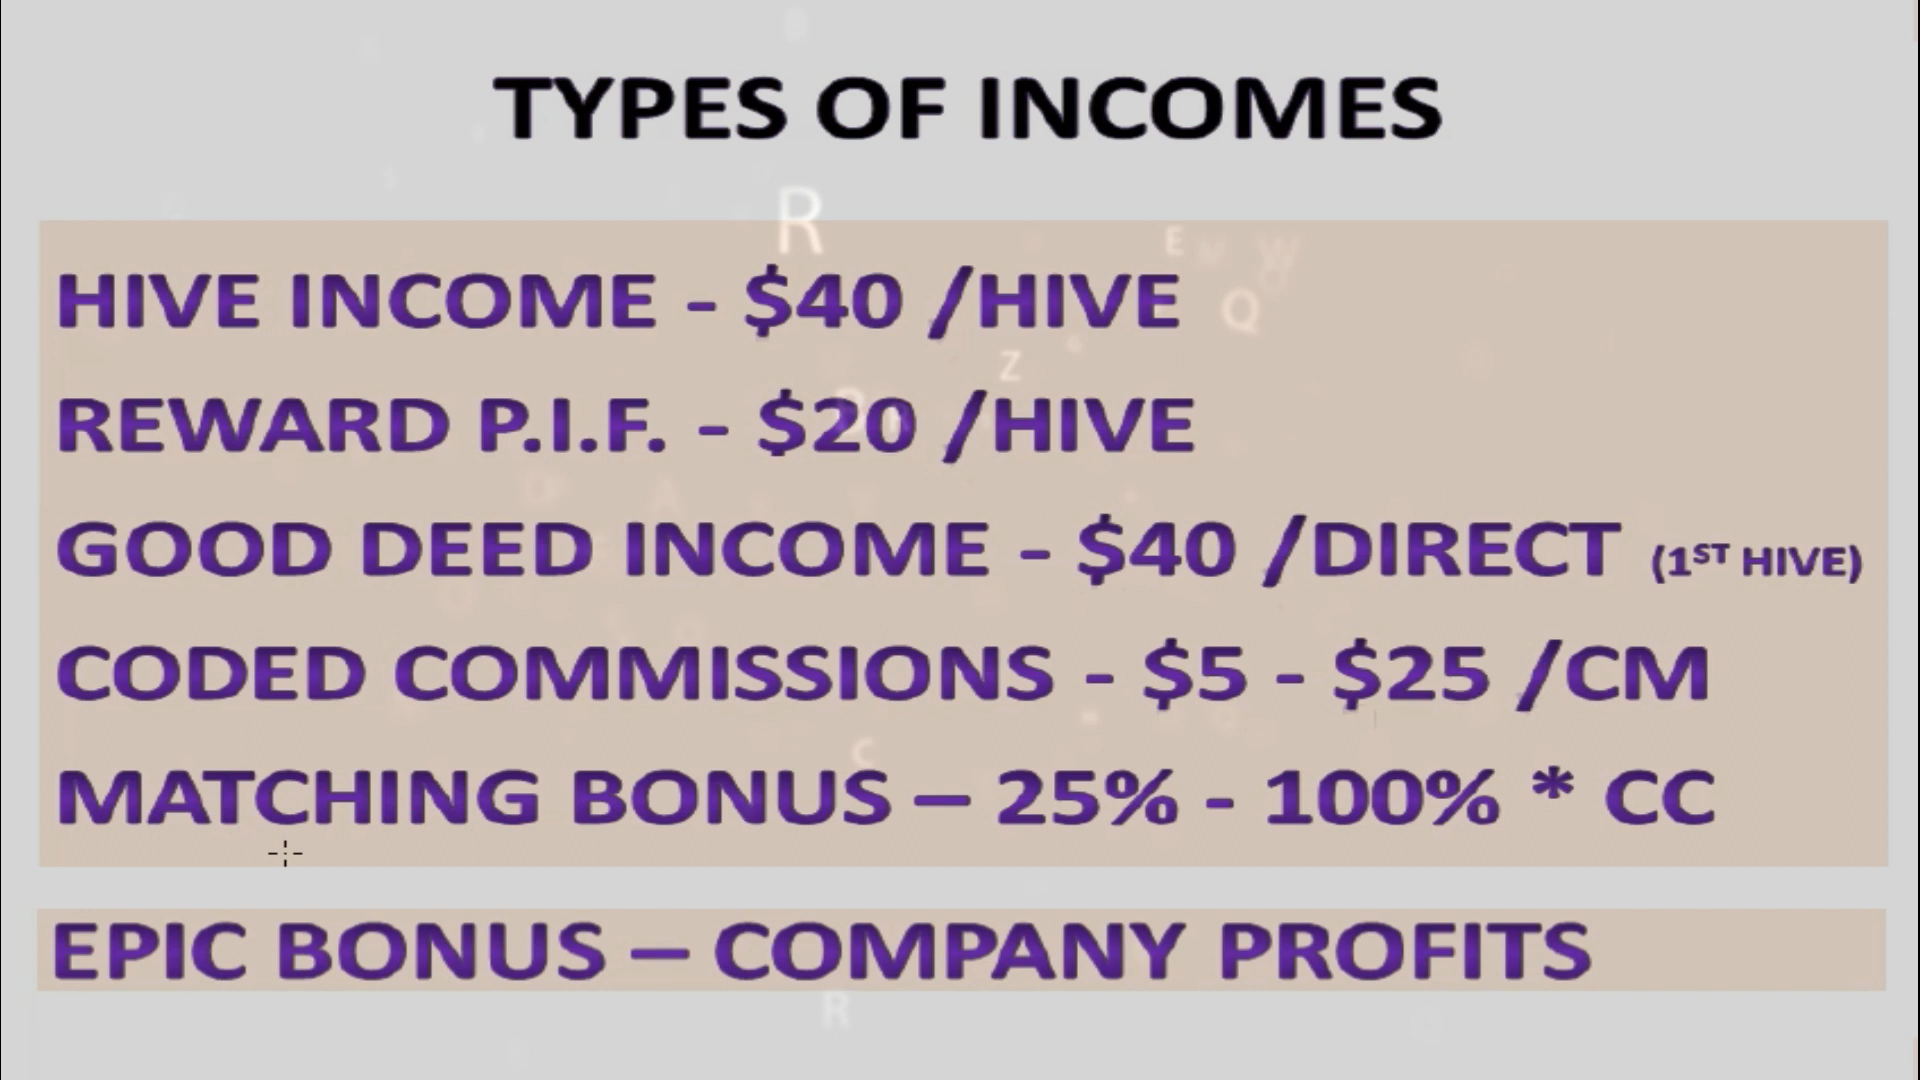 TYPES OF INCOMES
HIVE INCOME - $40 /HIVE
REWARD P.I.F. - $20 /HIVE
GOOD DEED INCOME - $40 /DIRECT (1ST HIVE)
CODED COMMISSIONS - $5 - $25 /CM
MATCHING BONUS – 25% - 100% * CC
EPIC BONUS – COMPANY PROFITS